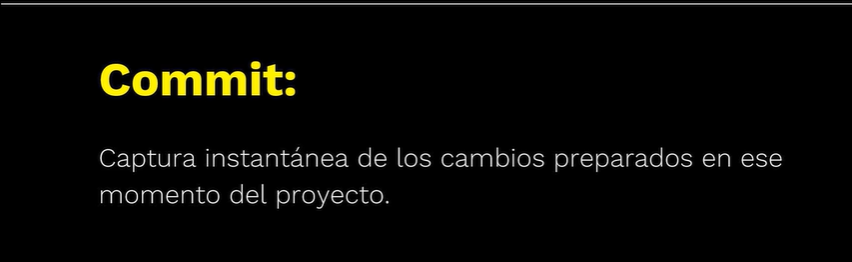 Commit:
Captura instantánea de los cambios preparados en ese
momento del proyecto.